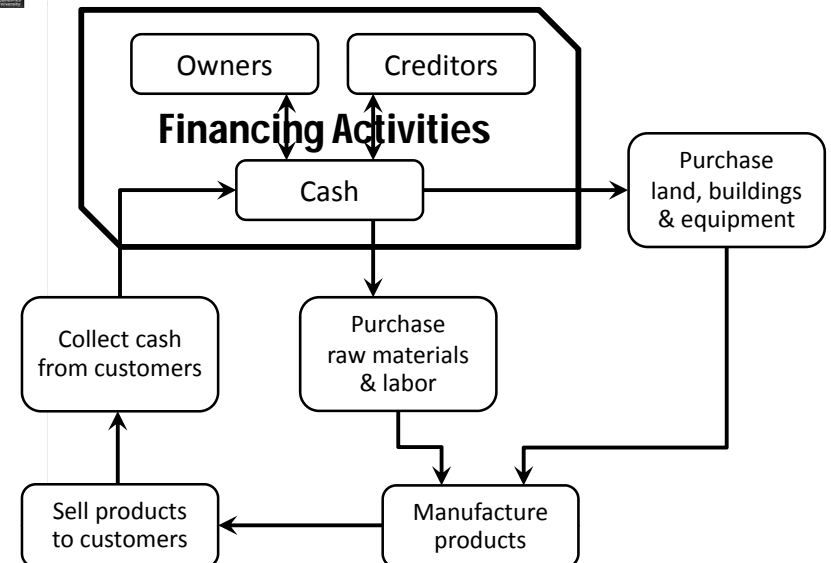 Owners
Creditors
Financing Activities
Cash
Purchase
land, buildings
& equipment
Collect cash
from customers
Purchase
raw materials
& labor
Sell products
to customers
Manufacture
products